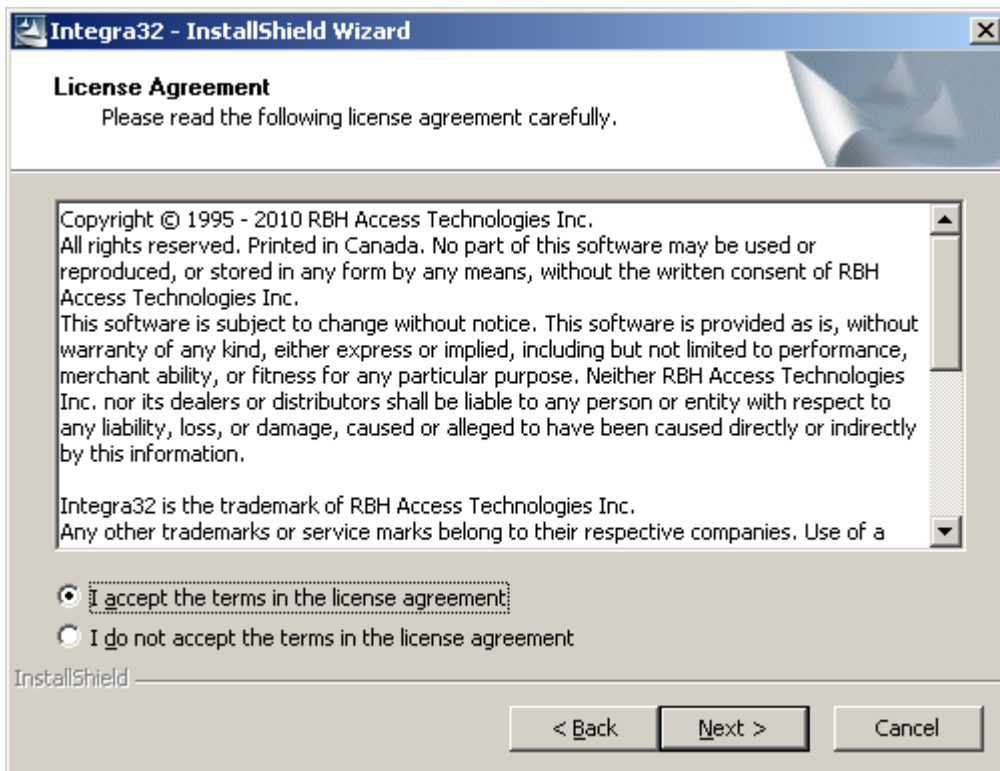 Integra32 - InstallShield Wizard
License Agreement
Please read the following license agreement carefully.
Copyright © 1995 - 2010 RBH Access Technologies Inc.
All rights reserved. Printed in Canada. No part of this software may be used or
reproduced, or stored in any form by any means, without the written consent of RBH
Access Technologies Inc.
This software is subject to change without notice. This software is provided as is, without
warranty of any kind, either express or implied, including but not limited to performance,
merchant ability, or fitness for any particular purpose. Neither RBH Access Technologies
Inc. nor its dealers or distributors shall be liable to any person or entity with respect to
any liability, loss, or damage, caused or alleged to have been caused directly or indirectly
by this information.
Integra32 is the trademark of RBH Access Technologies Inc.
Any other trademarks or service marks belong to their respective companies. Use of a
I accept the terms in the license agreement
I do not accept the terms in the license agreement
InstallShield
< Back Next > Cancel